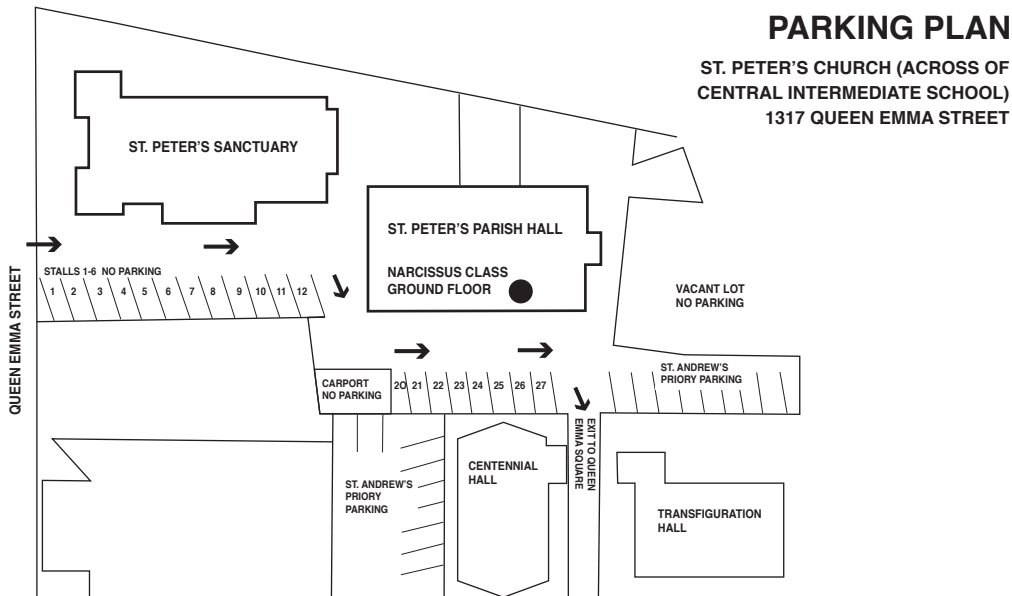 PARKING PLAN
ST. PETER'S CHURCH (ACROSS OF
CENTRAL INTERMEDIATE SCHOOL)
1317 QUEEN EMMA STREET
ST. PETER'S SANCTUARY
ST. PETER'S PARISH HALL
NARCISSUS CLASS
GROUND FLOOR
STALLS 1-6 NO PARKING
1 2 3 4 5 6 7 8 9 10 11 12
QUEEN EMMA STREET
VACANT LOT
NO PARKING
CARPORT
NO PARKING
20 21 22 23 24 25 26 27
ST. ANDREW'S
PRIORY PARKING
EXIT TO QUEEN
EMMA SQUARE
ST. ANDREW'S
PRIORY
PARKING
CENTENNIAL
HALL
TRANSFIGURATION
HALL